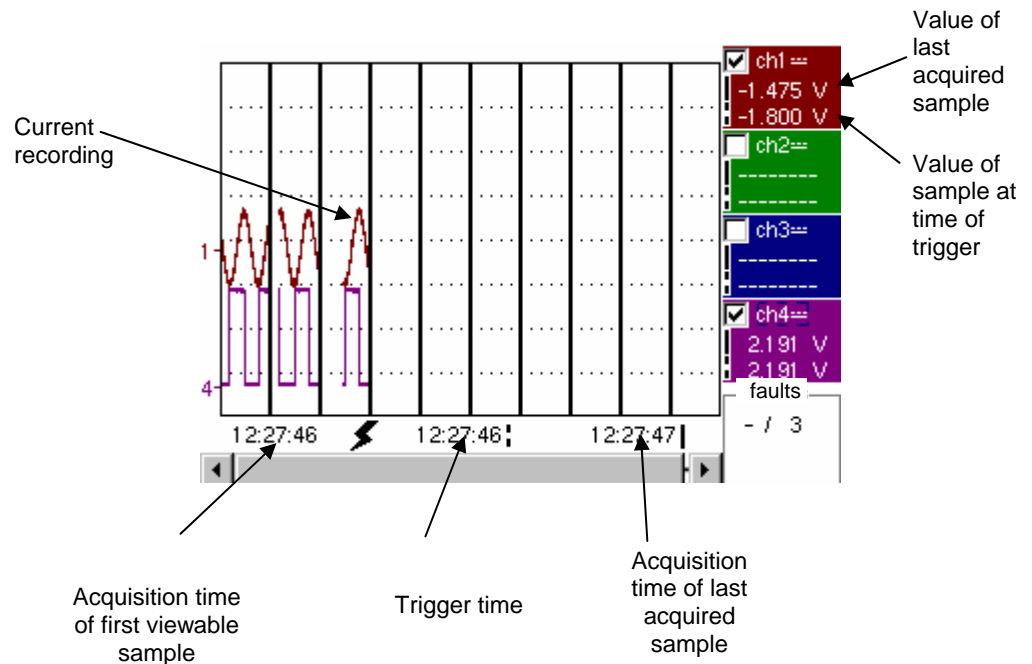 Value of
last
acquired
sample
ch1
-1.475 V
-1.800 V
Current
recording
ch2
--------
--------
Value of
sample at
time of
trigger
ch3
--------
--------
1
ch4
2.191 V
2.191 V
4
faults
- / 3
12:27:46
12:27:46
12:27:47
Acquisition time
of first viewable
sample
Trigger time
Acquisition
time of last
acquired
sample